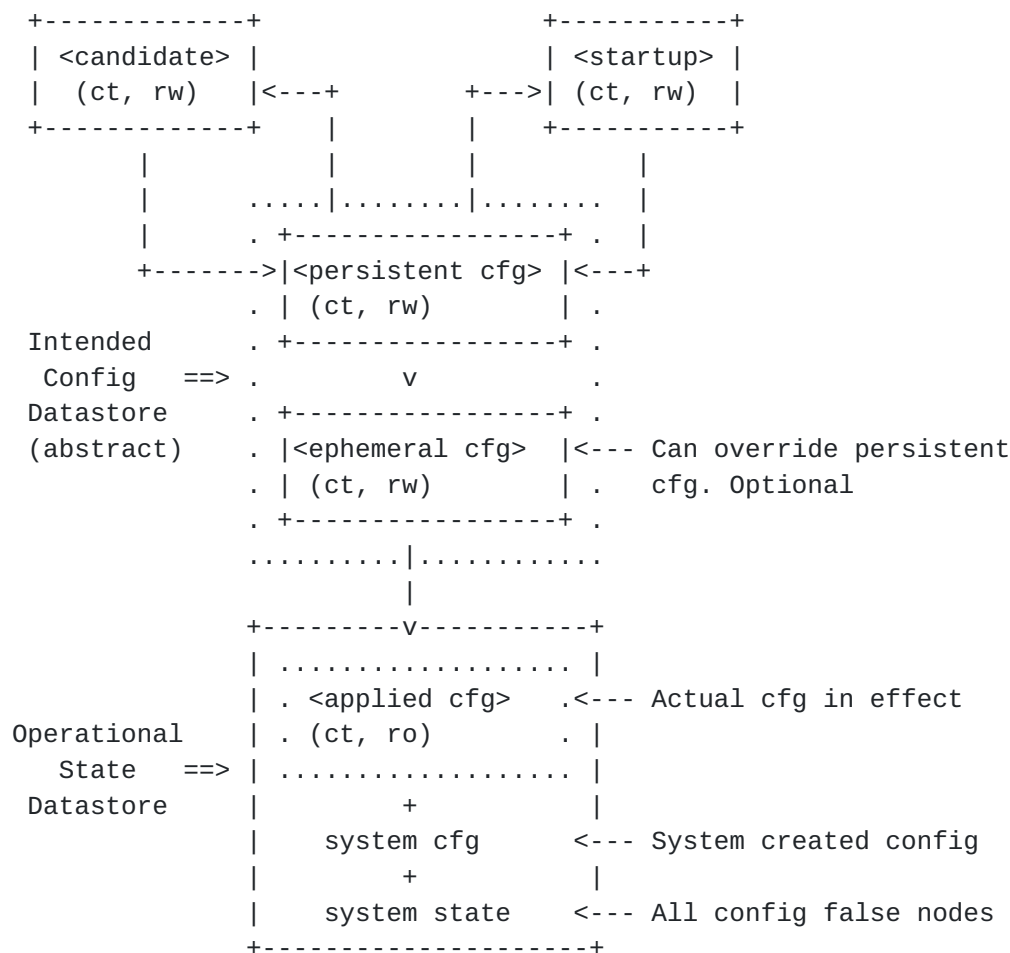 +-------------+                  +-----------+
| <candidate> |                  | <startup> |
|  (ct, rw)   |<---+        +--->| (ct, rw)  |
+-------------+    |        |    +-----------+
       |           |        |          |
       |      .....|........|........  |
       |      . +-----------------+ .  |
       +------->|<persistent cfg> |<---+
              . | (ct, rw)        | .
Intended      . +-----------------+ .
 Config   ==> .         v           .
Datastore     . +-----------------+ .
(abstract)    . |<ephemeral cfg>  |<--- Can override persistent
              . | (ct, rw)        | .   cfg. Optional
              . +-----------------+ .
              ..........|............
                        |
              +---------v-----------+
              | ................... |
              | . <applied cfg>   .<--- Actual cfg in effect
Operational   | . (ct, ro)        . |
   State  ==> | ................... |
 Datastore    |         +           |
              |    system cfg      <--- System created config
              |         +           |
              |    system state    <--- All config false nodes
              +---------------------+